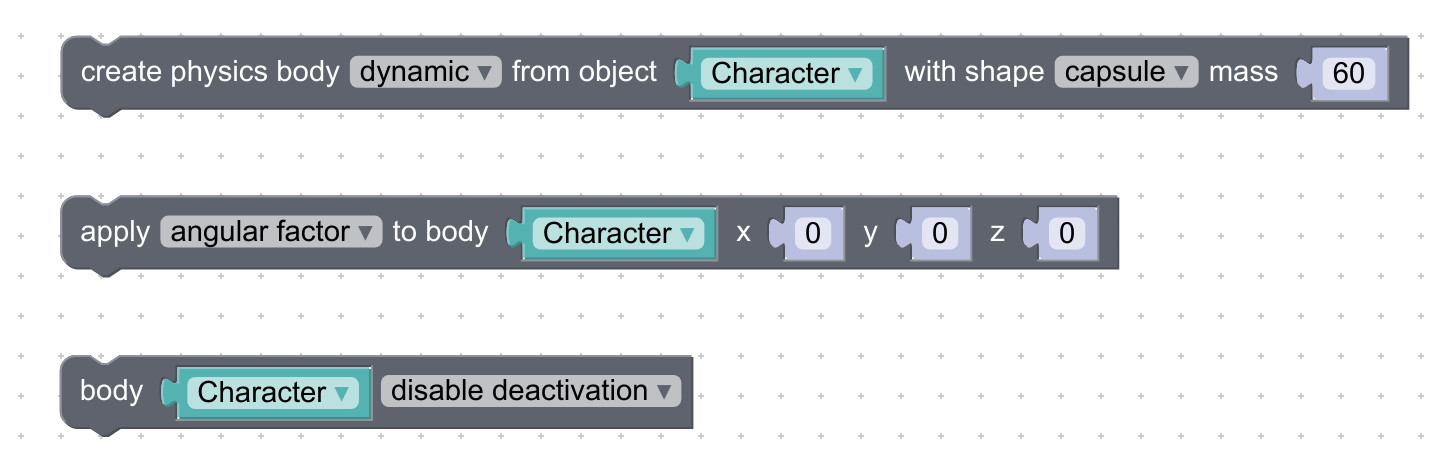 create physics body dynamic ▾ from object Character ▾ with shape capsule ▾ mass 60
apply angular factor ▾ to body Character ▾ x 0 y 0 z 0
body Character ▾ disable deactivation ▾